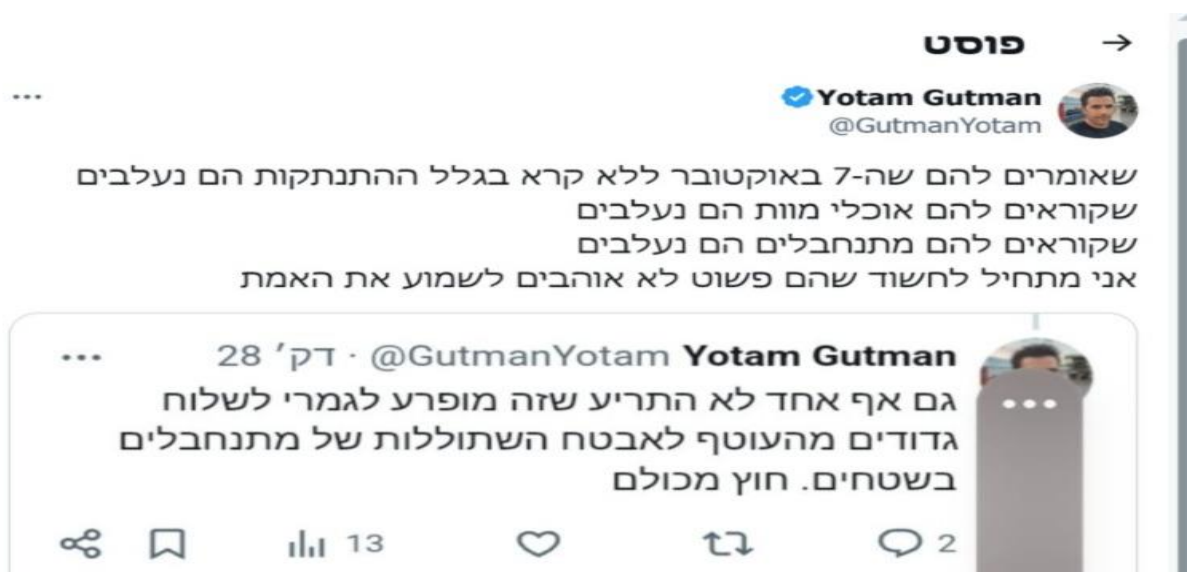 פוסט
Yotam Gutman
@GutmanYotam
שאומרים להם שה-7 באוקטובר ללא קרא בגלל ההתנתקות הם נעלבים
שקוראים להם אוכלי מוות הם נעלבים
שקוראים להם מתנחבלים הם נעלבים
אני מתחיל לחשוד שהם פשוט לא אוהבים לשמוע את האמת
Yotam Gutman @GutmanYotam · 28 דק׳
גם אף אחד לא התריע שזה מופרע לגמרי לשלוח
גדודים מהעוטף לאבטח השתוללות של מתנחבלים
בשטחים. חוץ מכולם
2 13